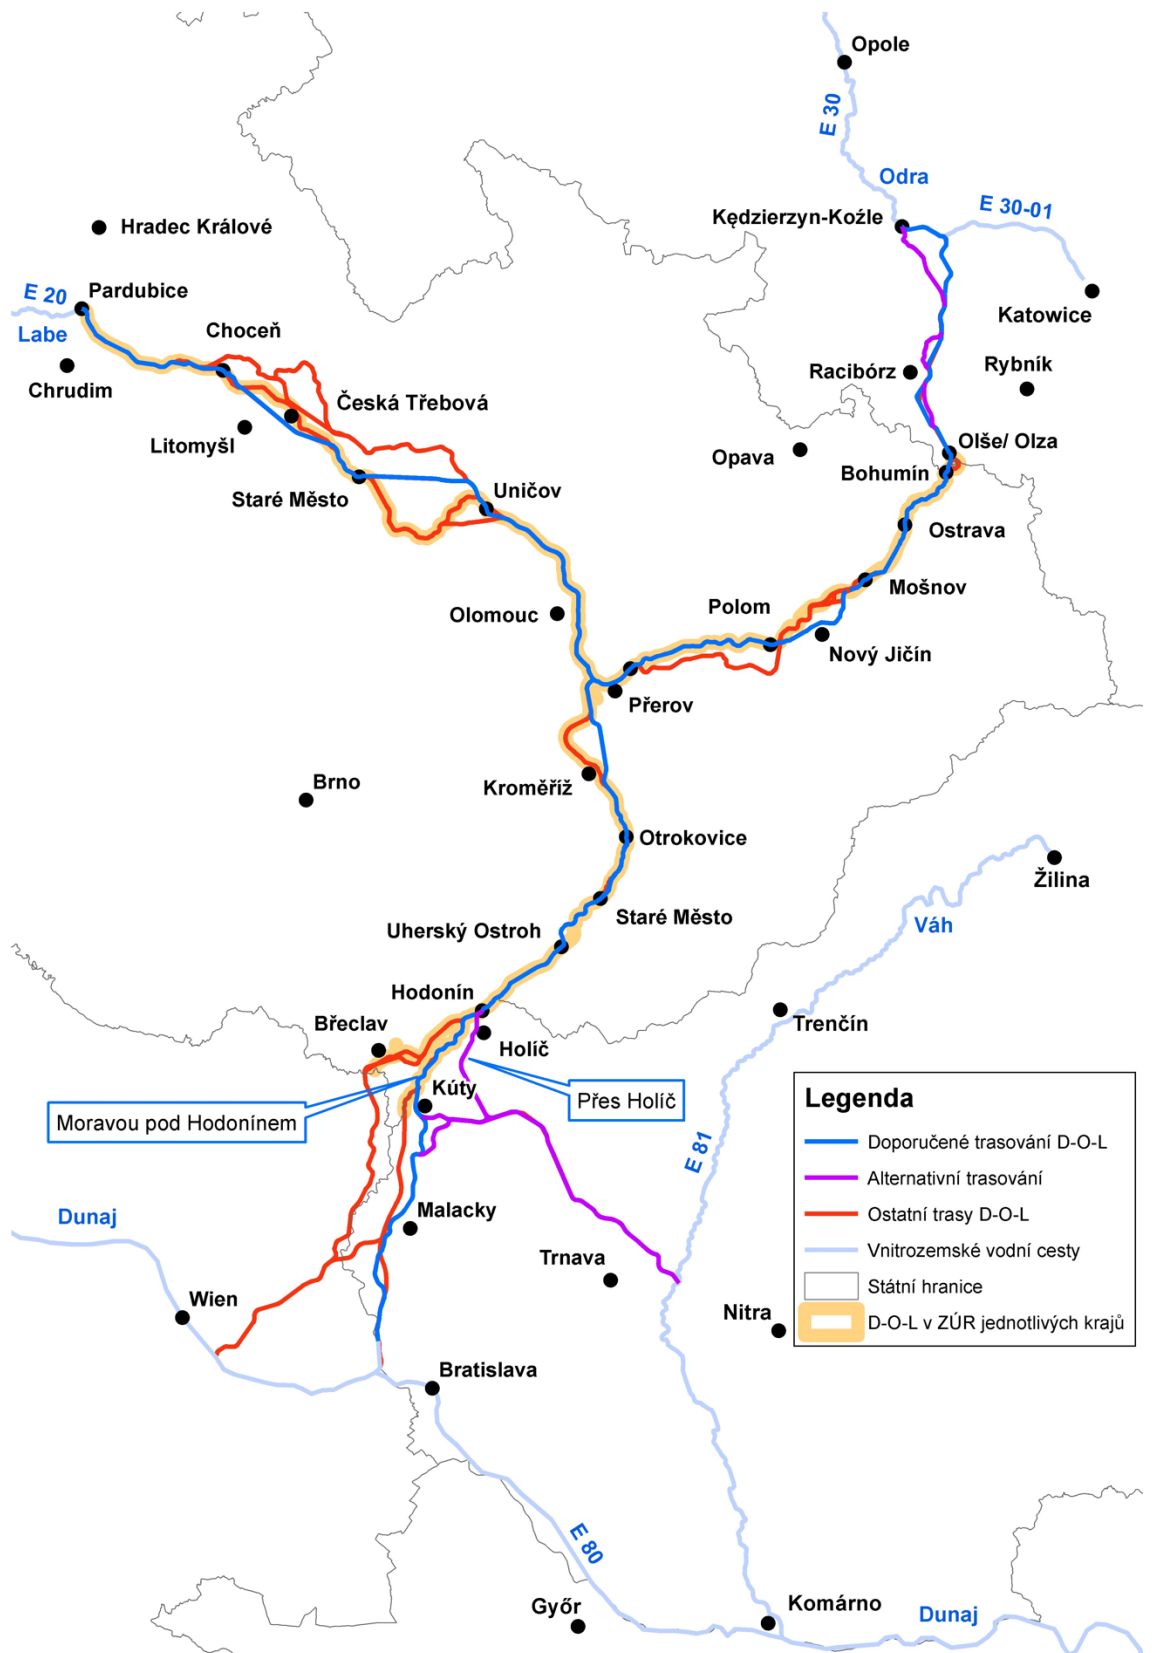 Opole
E 30
Odra
Kędzierzyn-Koźle
E 30-01
Hradec Králové
E 20
Pardubice
Labe
Choceň
Katowice
Chrudim
Racibórz
Rybník
Česká Třebová
Litomyšl
Olše/ Olza
Opava
Bohumín
Staré Město
Uničov
Ostrava
Mošnov
Polom
Olomouc
Nový Jičín
Přerov
Brno
Kroměříž
Otrokovice
Žilina
Staré Město
Váh
Uherský Ostroh
Hodonín
Břeclav
Trenčín
Holíč
Kúty
Přes Holíč
Moravou pod Hodonínem
Legenda
Doporučené trasování D-O-L
Alternativní trasování
Ostatní trasy D-O-L
Vnitrozemské vodní cesty
Státní hranice
D-O-L v ZÚR jednotlivých krajů
E 81
Dunaj
Malacky
Trnava
Wien
Nitra
Bratislava
E 80
Győr
Komárno
Dunaj